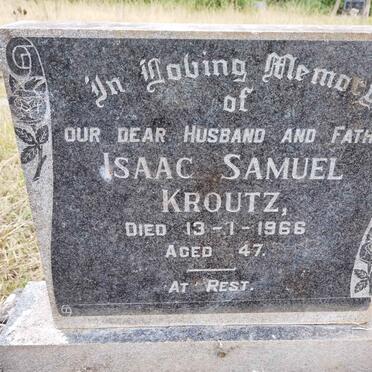 In Loving Memory
of
OUR DEAR HUSBAND AND FATH
ISAAC SAMUEL
KROUTZ,
DIED 13-1-1966
AGED 47.
AT REST.